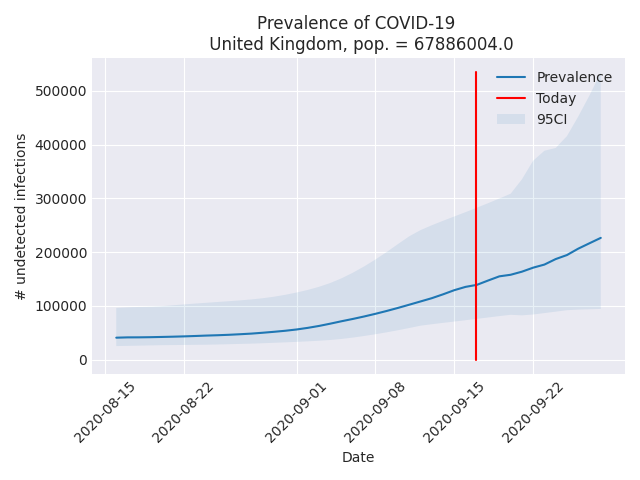 Prevalence of COVID-19
United Kingdom, pop. = 67886004.0
Prevalence
Today
95CI
500000
400000
300000
200000
100000
0
# undetected infections
2020-08-15
2020-08-22
2020-09-01
2020-09-08
2020-09-15
2020-09-22
Date